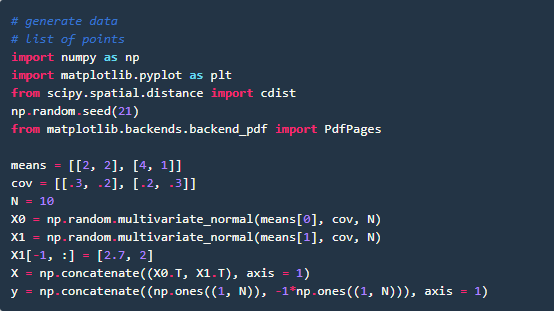 # generate data
# list of points
import numpy as np
import matplotlib.pyplot as plt
from scipy.spatial.distance import cdist
np.random.seed(21)
from matplotlib.backends.backend_pdf import PdfPages

means = [[2, 2], [4, 1]]
cov = [[.3, .2], [.2, .3]]
N = 10
X0 = np.random.multivariate_normal(means[0], cov, N)
X1 = np.random.multivariate_normal(means[1], cov, N)
X1[-1, :] = [2.7, 2]
X = np.concatenate((X0.T, X1.T), axis = 1)
y = np.concatenate((np.ones((1, N)), -1*np.ones((1, N))), axis = 1)